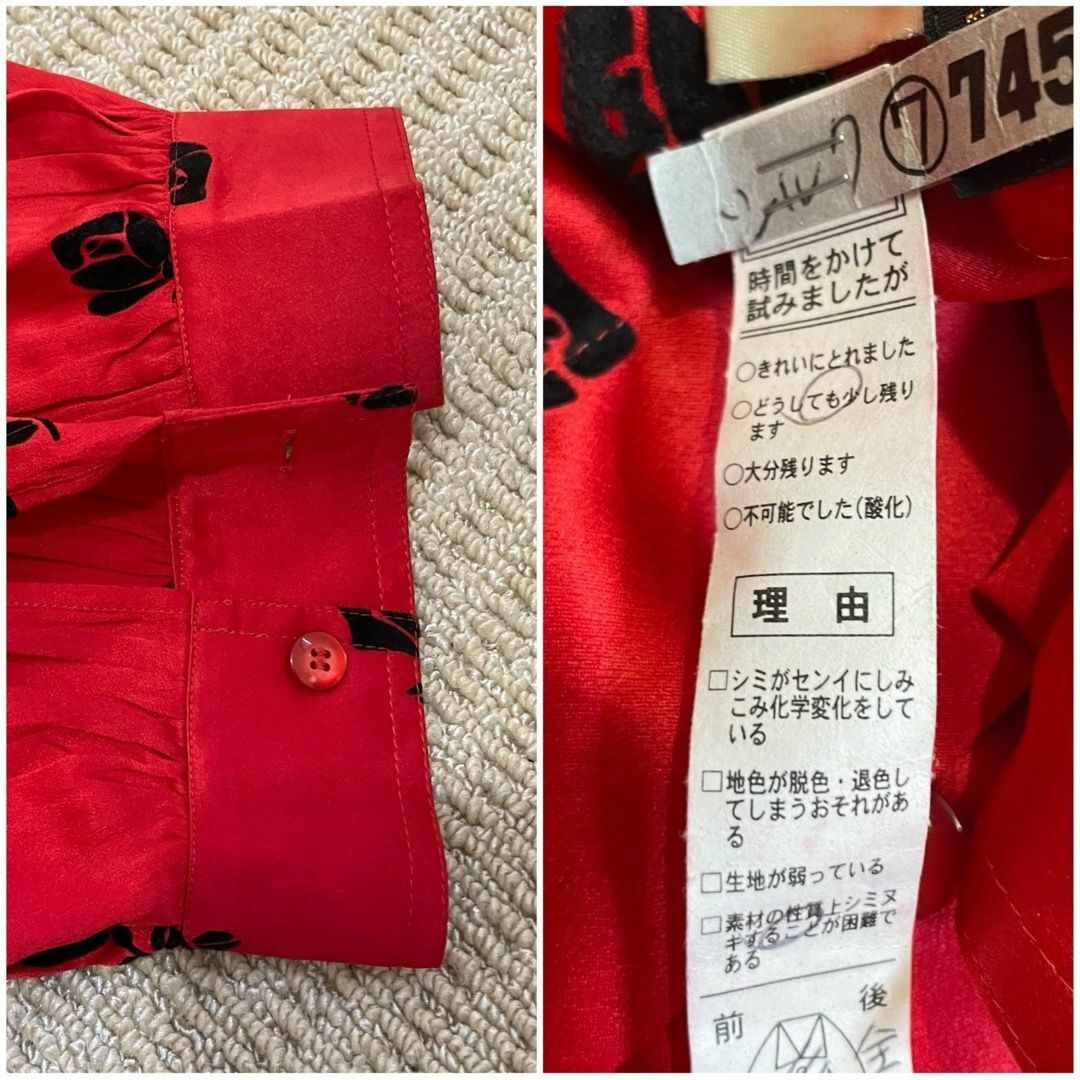 ⑦745
時間をかけて
試みましたが
○きれいにとれました
○どうしても少し残り
ます
○大分残ります
○不可能でした(酸化)
理由
□シミがセンイにしみ
こみ化学変化をして
いる
□地色が脱色・退色し
てしまうおそれがあ
る
□生地が弱っている
□素材の性質上シミヌ
キすることが困難で
ある
前 後